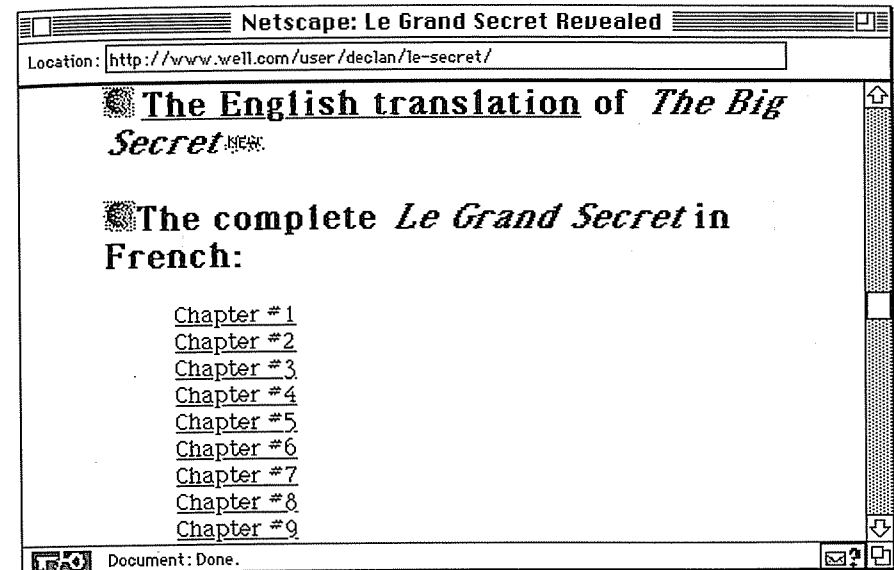 Netscape: Le Grand Secret Revealed
Location: http://www.well.com/user/declan/le-secret/
The English translation of The Big
Secret NEW
The complete Le Grand Secret in
French:
Chapter #1
Chapter #2
Chapter #3
Chapter #4
Chapter #5
Chapter #6
Chapter #7
Chapter #8
Chapter #9
Document: Done.